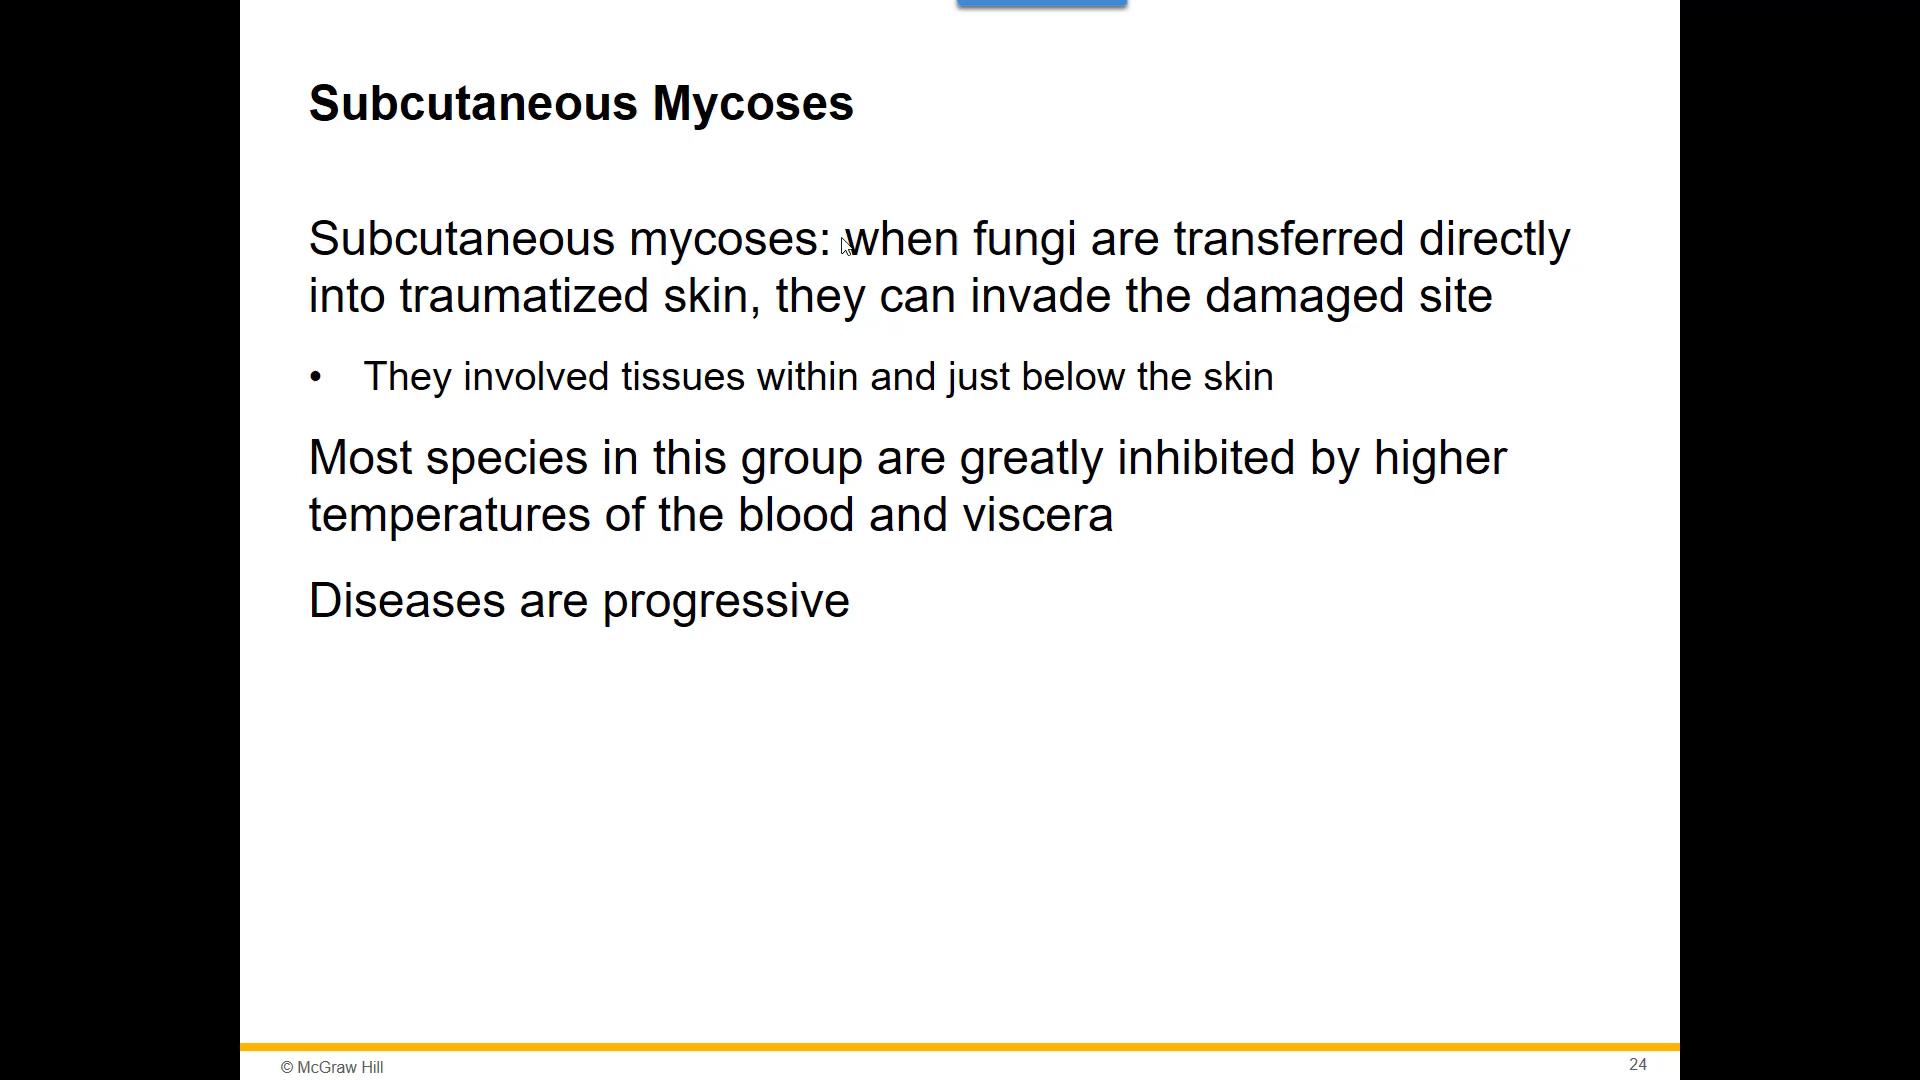 Subcutaneous Mycoses
Subcutaneous mycoses: when fungi are transferred directly
into traumatized skin, they can invade the damaged site
• They involved tissues within and just below the skin
Most species in this group are greatly inhibited by higher
temperatures of the blood and viscera
Diseases are progressive
© McGraw Hill
24